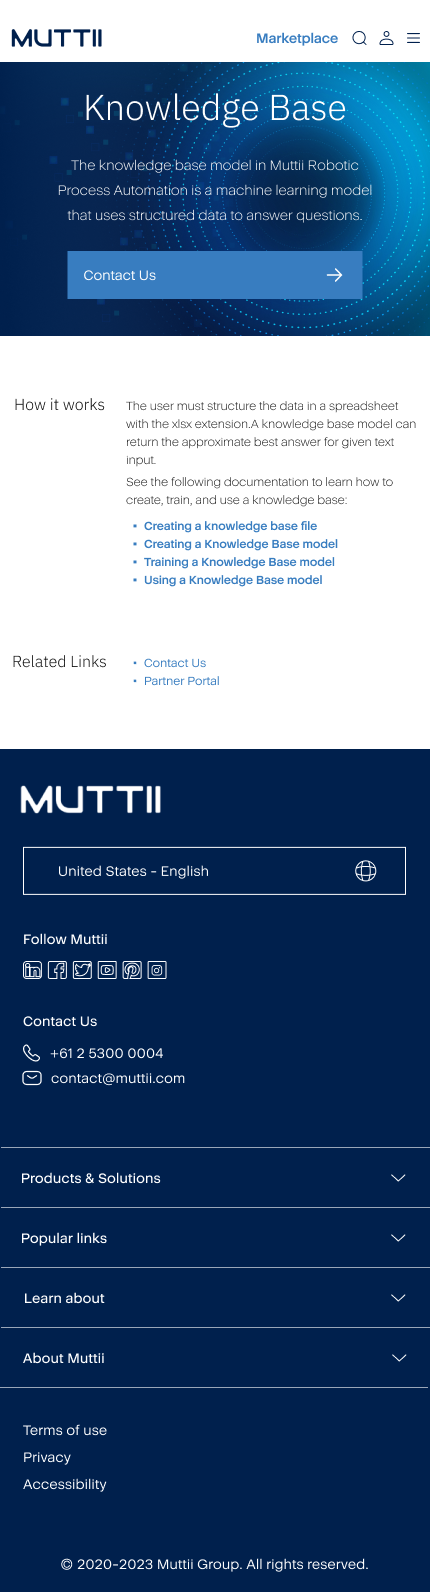 MUTTII
Marketplace
Knowledge Base
The knowledge base model in Muttii Robotic
Process Automation is a machine learning model
that uses structured data to answer questions.
Contact Us
How it works
The user must structure the data in a spreadsheet
with the xlsx extension.A knowledge base model can
return the approximate best answer for given text
input.
See the following documentation to learn how to
create, train, and use a knowledge base:
• Creating a knowledge base file
• Creating a Knowledge Base model
• Training a Knowledge Base model
• Using a Knowledge Base model
Related Links
• Contact Us
• Partner Portal
MUTTII
United States - English
Follow Muttii
Contact Us
+61 2 5300 0004
contact@muttii.com
Products & Solutions
Popular links
Learn about
About Muttii
Terms of use
Privacy
Accessibility
© 2020-2023 Muttii Group. All rights reserved.